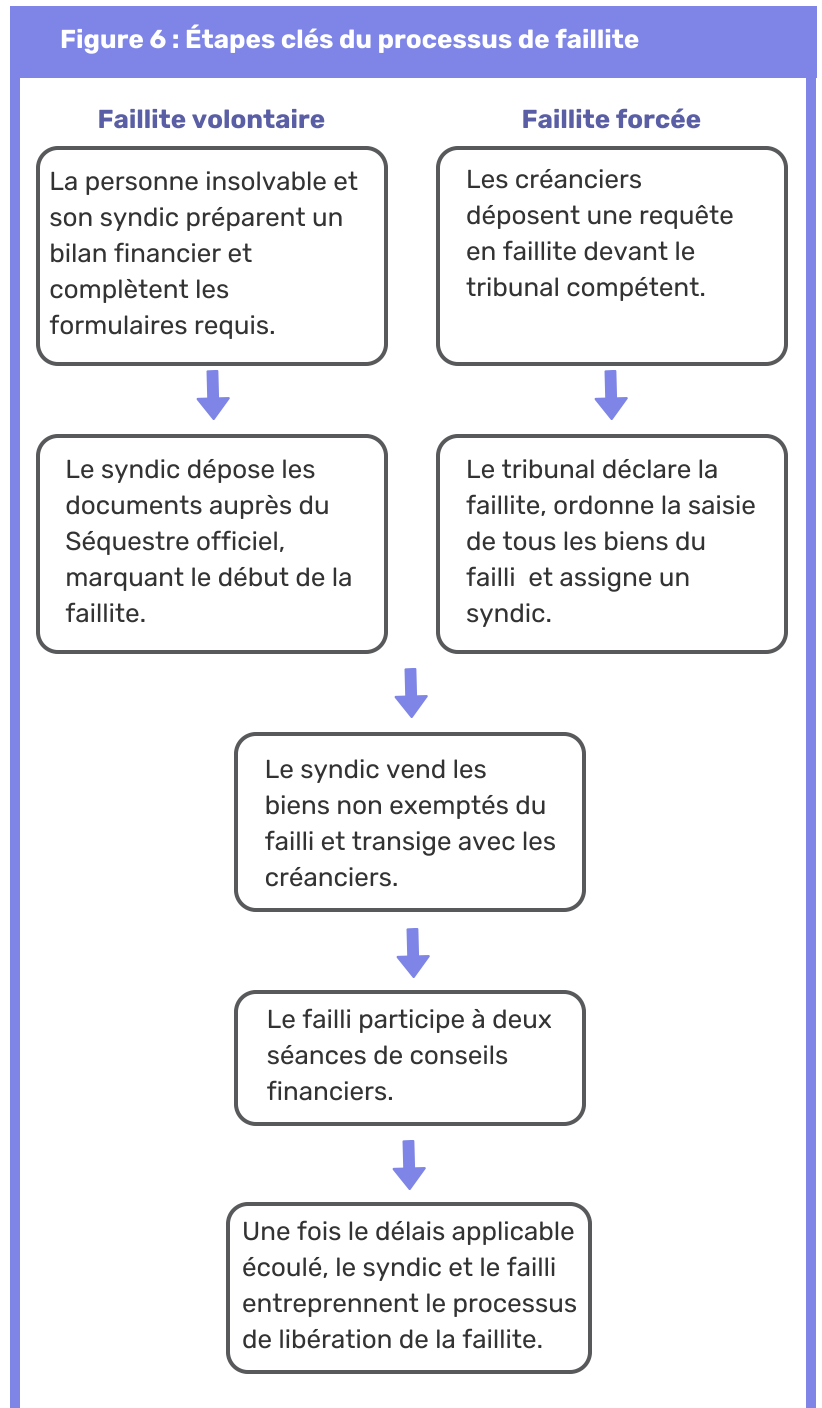 Figure 6 : Étapes clés du processus de faillite
Faillite volontaire
La personne insolvable et
son syndic préparent un
bilan financier et
complètent les
formulaires requis.
Le syndic dépose les
documents auprès du
Séquestre officiel,
marquant le début de la
faillite.
Faillite forcée
Les créanciers
déposent une requête
en faillite devant le
tribunal compétent.
Le tribunal déclare la
faillite, ordonne la saisie
de tous les biens du
failli  et assigne un
syndic.
Le syndic vend les
biens non exemptés du
failli et transige avec les
créanciers.
Le failli participe à deux
séances de conseils
financiers.
Une fois le délais applicable
écoulé, le syndic et le failli
entreprennent le processus
de libération de la faillite.